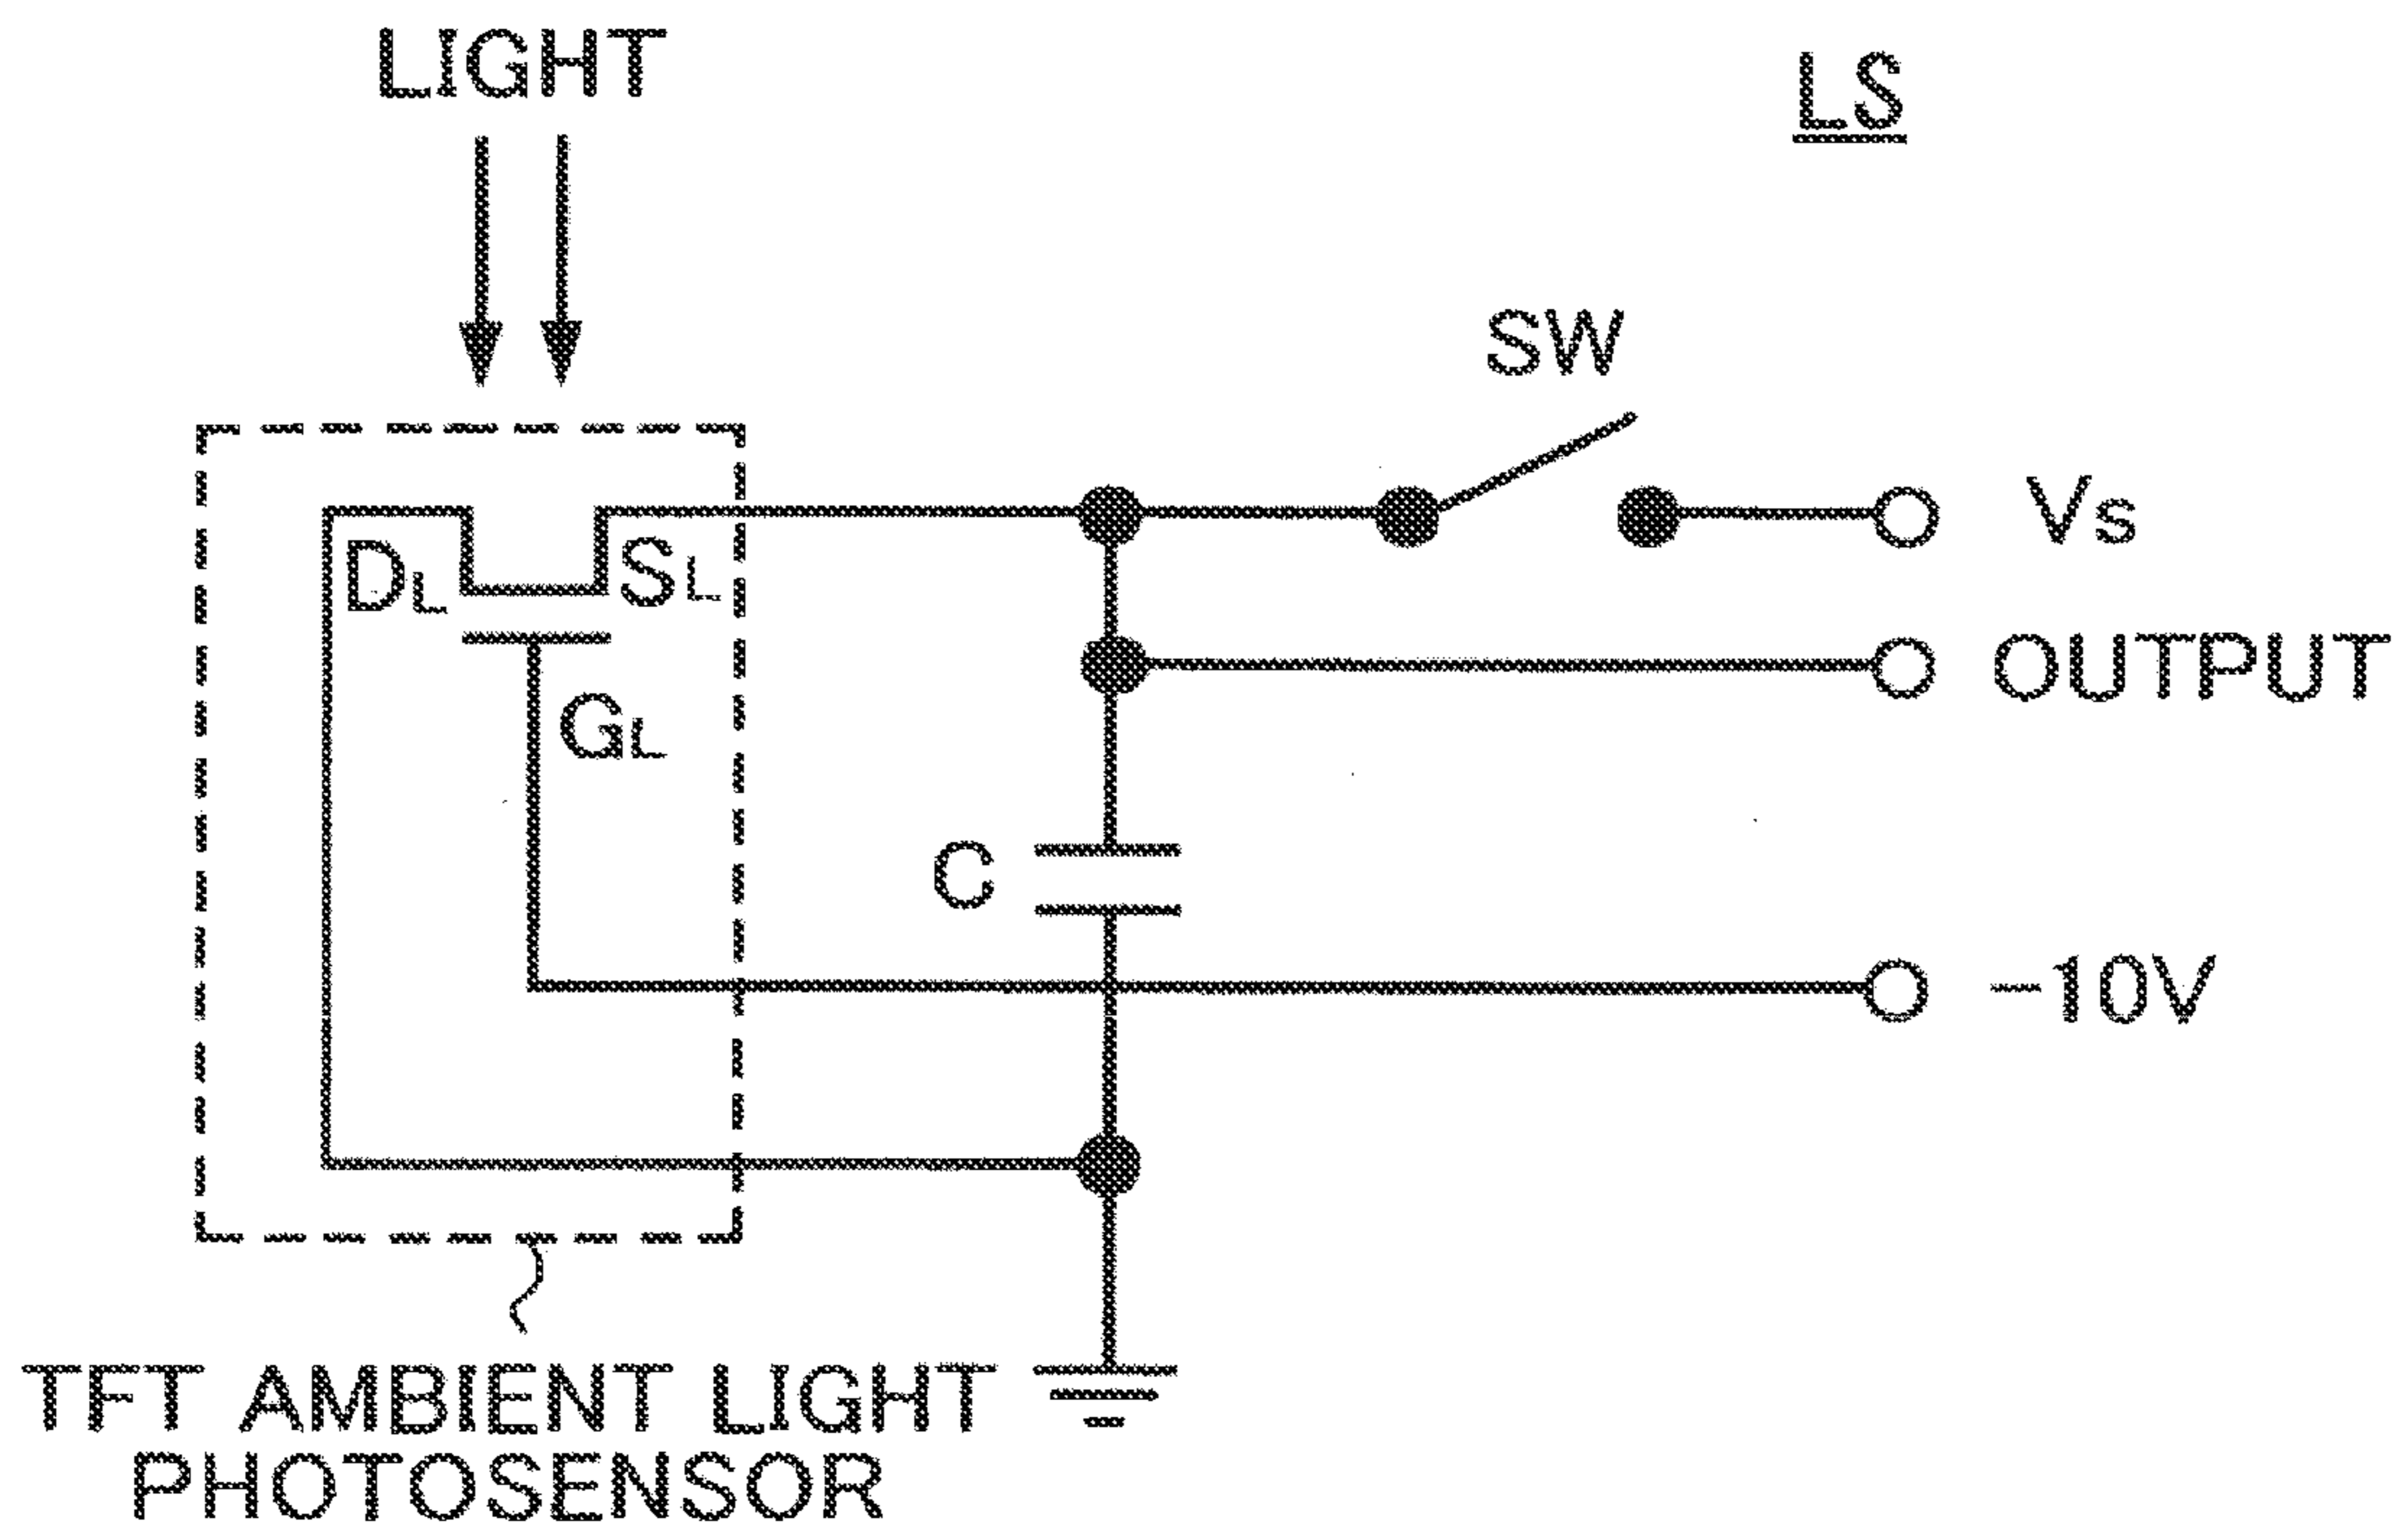 LIGHT
LS
SW
DL
SL
Vs
OUTPUT
GL
C
-10V
TFT AMBIENT LIGHT
PHOTOSENSOR